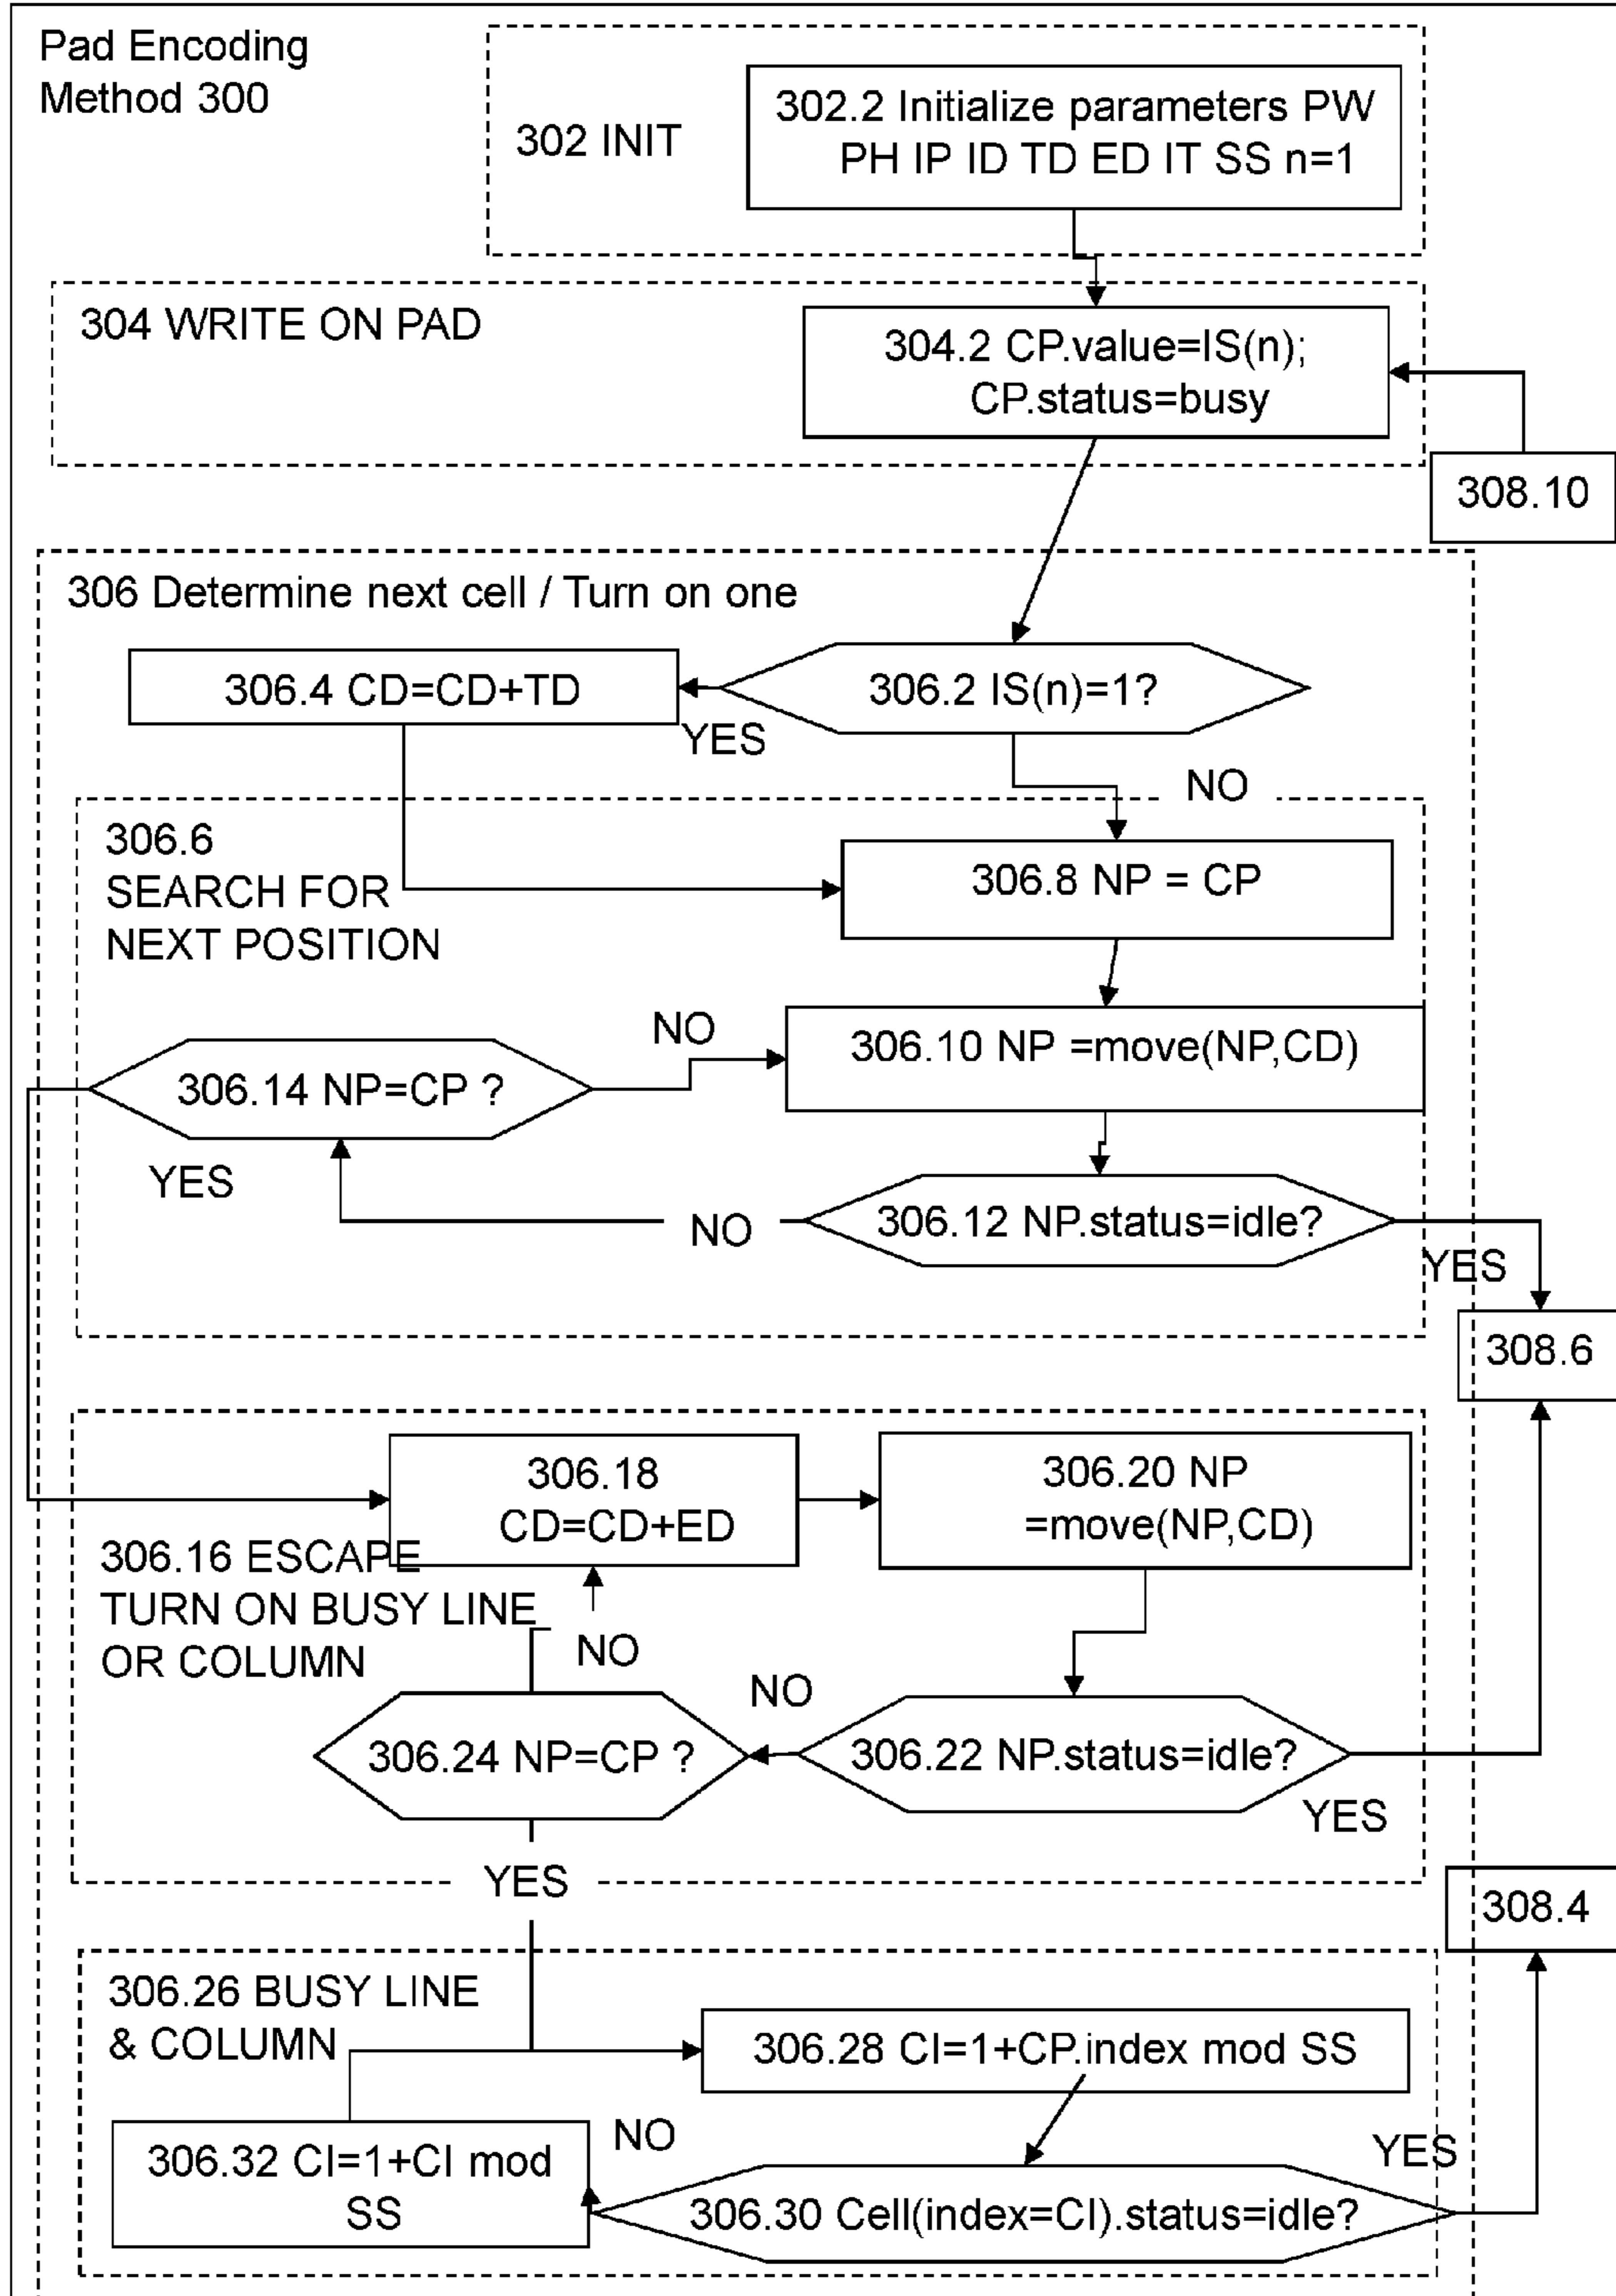 Pad Encoding
Method 300
302 INIT
302.2 Initialize parameters PW
PH IP ID TD ED IT SS n=1
304 WRITE ON PAD
304.2 CP.value=IS(n);
CP.status=busy
308.10
306 Determine next cell / Turn on one
306.4 CD=CD+TD
306.2 IS(n)=1?
YES
NO
306.6
SEARCH FOR
NEXT POSITION
306.8 NP = CP
NO
306.10 NP =move(NP,CD)
306.14 NP=CP ?
YES
NO
306.12 NP.status=idle?
YES
308.6
306.18
CD=CD+ED
306.20 NP
=move(NP,CD)
306.16 ESCAPE
TURN ON BUSY LINE
OR COLUMN
NO
NO
306.24 NP=CP ?
306.22 NP.status=idle?
YES
YES
308.4
306.26 BUSY LINE
& COLUMN
306.28 CI=1+CP.index mod SS
NO
YES
306.32 CI=1+CI mod
SS
306.30 Cell(index=CI).status=idle?